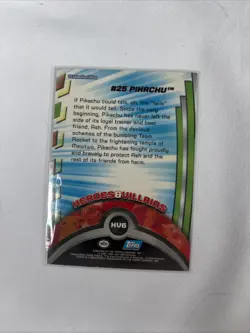 #25 PIKACHU™
If Pikachu could talk, oh, the "tails"
that it would tell. Since the very
beginning, Pikachu has never left the
side of its loyal trainer and best
friend, Ash. From the devious
schemes of the bumbling Team
Rocket to the frightening temple of
Mewtwo, Pikachu has fought proudly
and bravely to protect Ash and the
rest of its friends from harm.
HEROES & VILLAINS
HV6
Topps